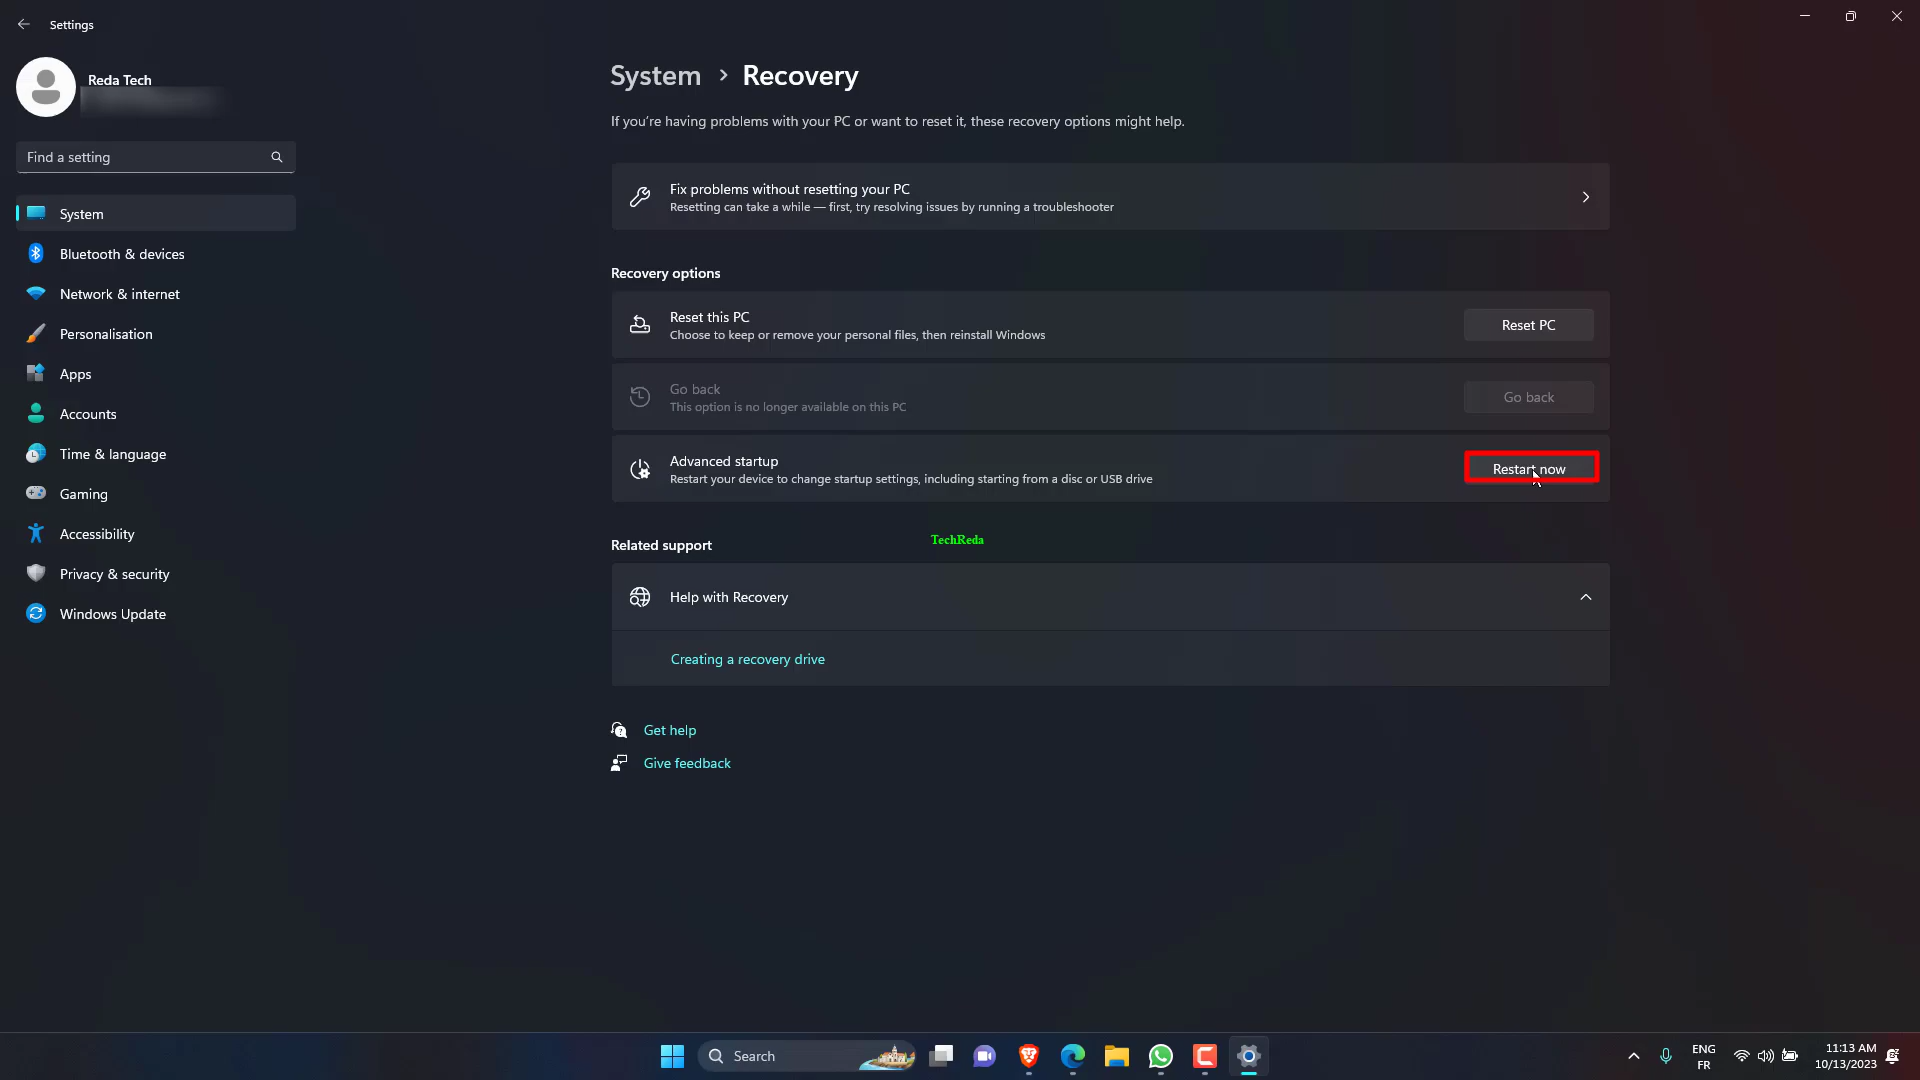 Settings
Reda Tech
Find a setting
System
Bluetooth & devices
Network & internet
Personalisation
Apps
Accounts
Time & language
Gaming
Accessibility
Privacy & security
Windows Update
System > Recovery
If you're having problems with your PC or want to reset it, these recovery options might help.
Fix problems without resetting your PC
Resetting can take a while — first, try resolving issues by running a troubleshooter
Recovery options
Reset this PC
Choose to keep or remove your personal files, then reinstall Windows
Reset PC
Go back
This option is no longer available on this PC
Go back
Advanced startup
Restart your device to change startup settings, including starting from a disc or USB drive
Restart now
Related support
TechReda
Help with Recovery
Creating a recovery drive
Get help
Give feedback
Search
ENG
FR
11:13 AM
10/13/2023